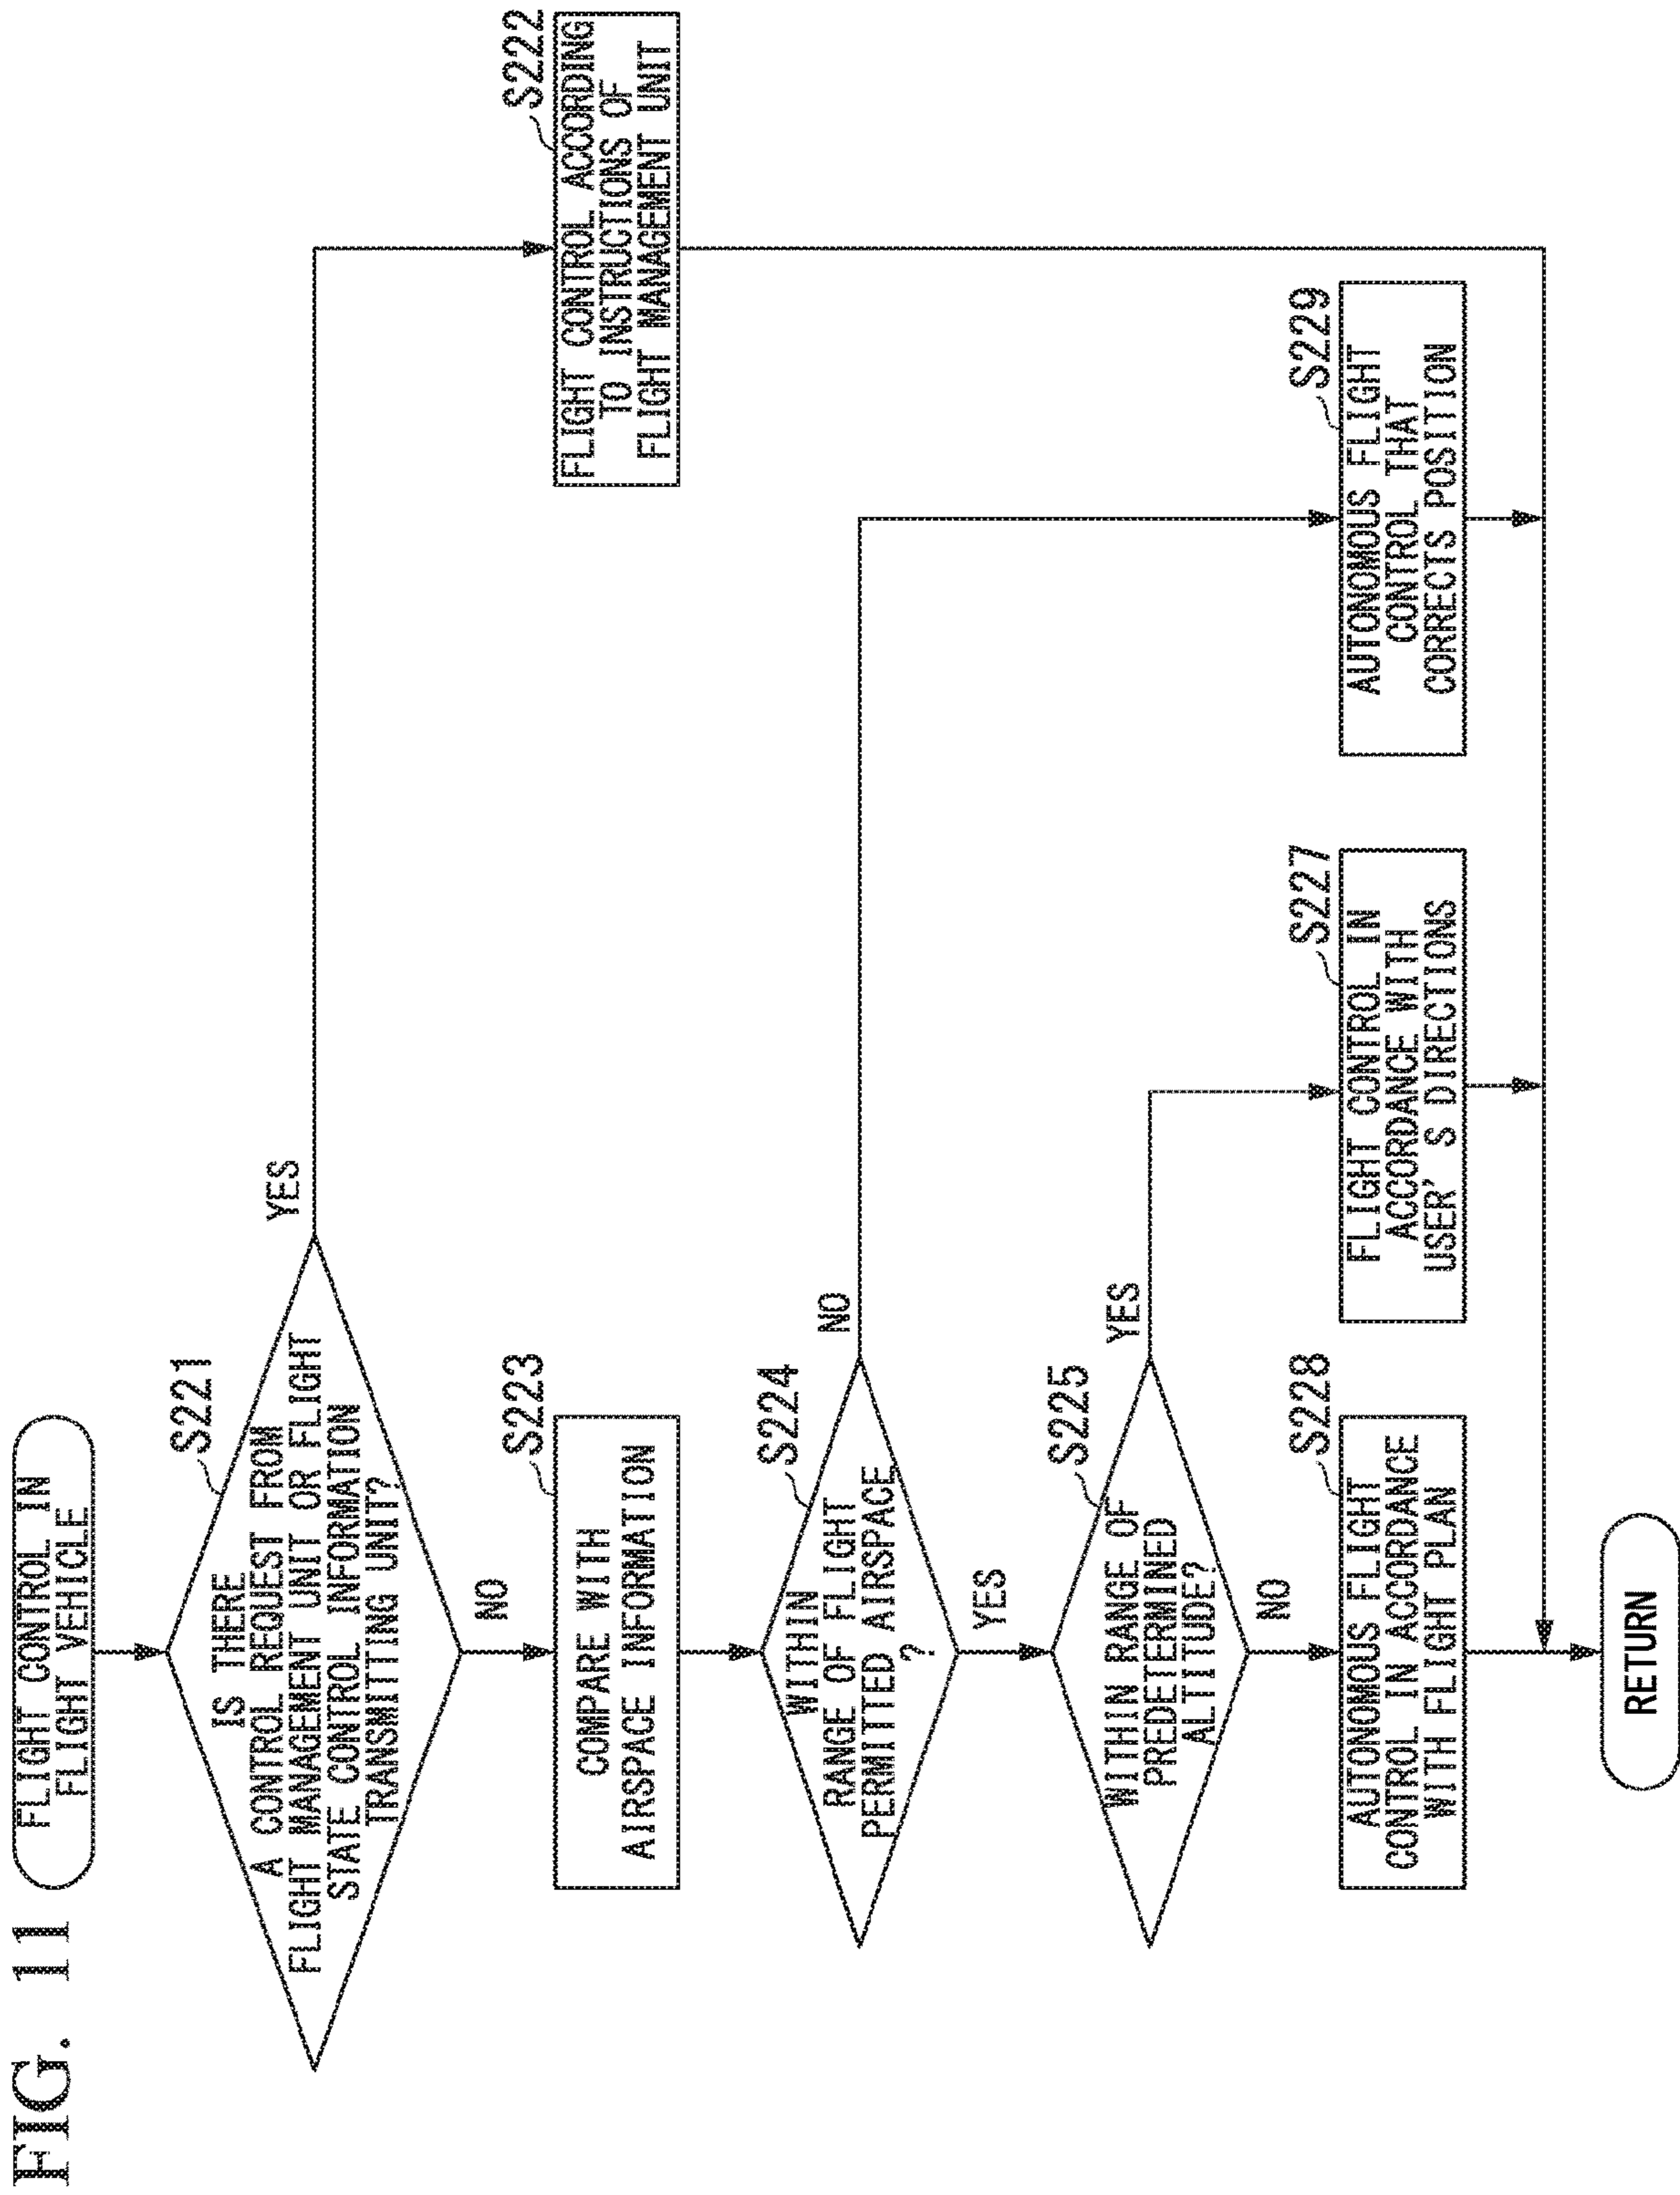 FIG. 11
FLIGHT CONTROL IN
FLIGHT VEHICLE
S221
IS THERE
A CONTROL REQUEST FROM
FLIGHT MANAGEMENT UNIT OR FLIGHT
STATE CONTROL INFORMATION
TRANSMITTING UNIT?
YES
NO
S222
FLIGHT CONTROL ACCORDING
TO INSTRUCTIONS OF
FLIGHT MANAGEMENT UNIT
S223
COMPARE WITH
AIRSPACE INFORMATION
S224
WITHIN
RANGE OF FLIGHT
PERMITTED AIRSPACE
?
NO
YES
S225
WITHIN RANGE OF
PREDETERMINED
ALTITUDE?
YES
NO
S228
AUTONOMOUS FLIGHT
CONTROL IN ACCORDANCE
WITH FLIGHT PLAN
S227
FLIGHT CONTROL IN
ACCORDANCE WITH
USER' S DIRECTIONS
S229
AUTONOMOUS FLIGHT
CONTROL THAT
CORRECTS POSITION
RETURN